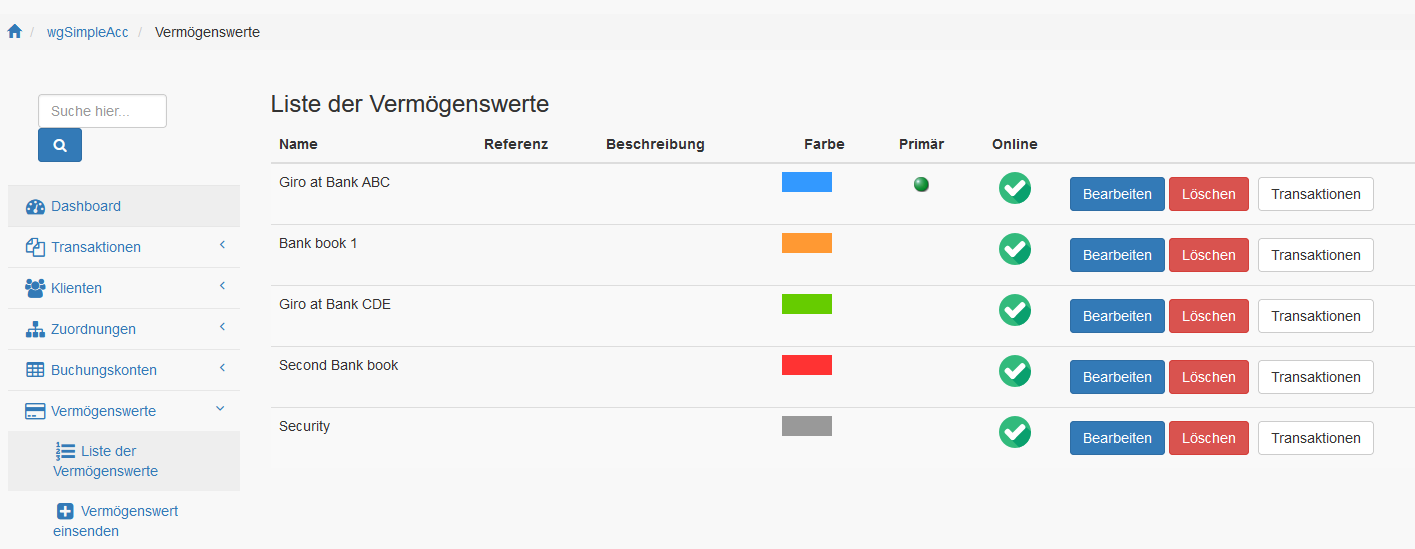 wgSimpleAcc / Vermögenswerte
Suche hier...
Dashboard
Transaktionen
Klienten
Zuordnungen
Buchungskonten
Vermögenswerte
Liste der
Vermögenswerte
Vermögenswert
einsenden
Liste der Vermögenswerte
Name Referenz Beschreibung Farbe Primär Online
Giro at Bank ABC Bearbeiten Löschen Transaktionen
Bank book 1 Bearbeiten Löschen Transaktionen
Giro at Bank CDE Bearbeiten Löschen Transaktionen
Second Bank book Bearbeiten Löschen Transaktionen
Security Bearbeiten Löschen Transaktionen